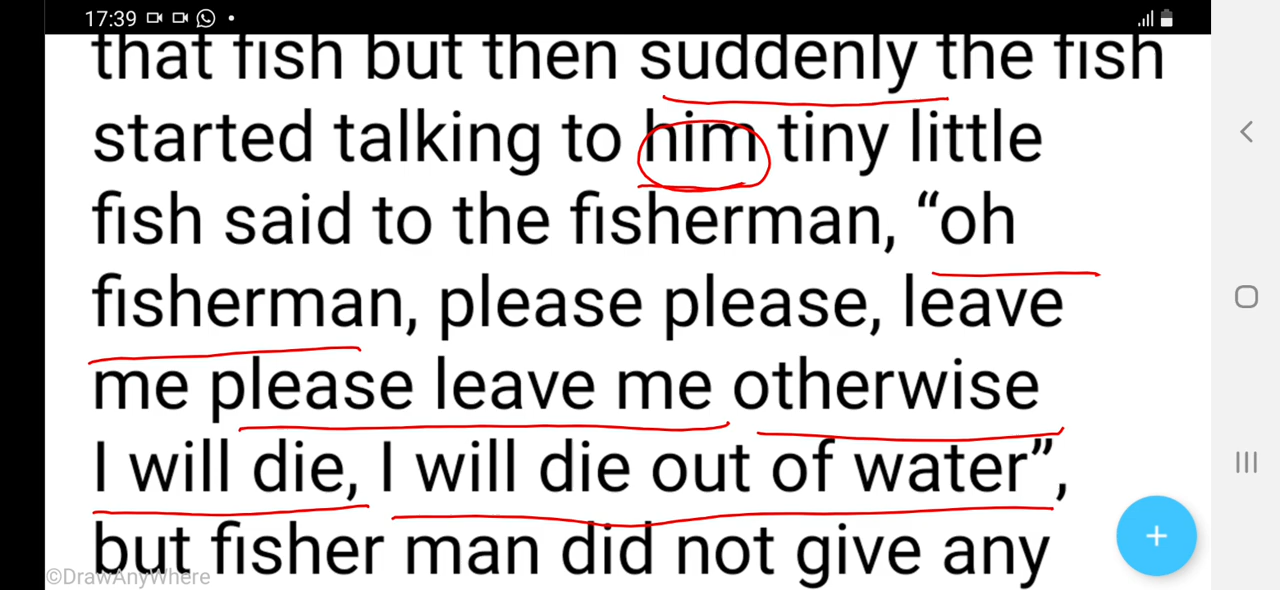 17:39
that fish but then suddenly the fish
started talking to him tiny little
fish said to the fisherman, “oh
fisherman, please please, leave
me please leave me otherwise
I will die, I will die out of water”,
but fisher man did not give any
©DrawAnyWhere